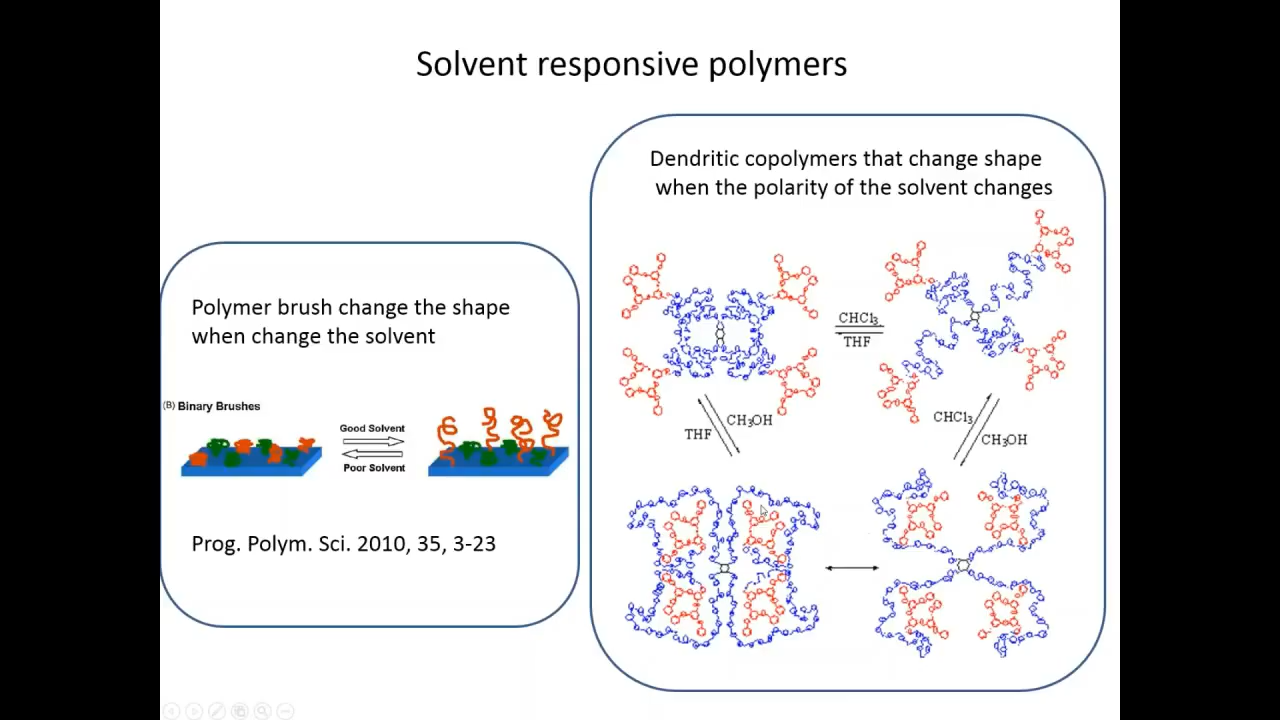 Solvent responsive polymers
Polymer brush change the shape
when change the solvent
(B) Binary Brushes
Good Solvent
Poor Solvent
Prog. Polym. Sci. 2010, 35, 3-23
Dendritic copolymers that change shape
when the polarity of the solvent changes
CHCl3
THF
CH3OH
THF
CHCl3
CH3OH